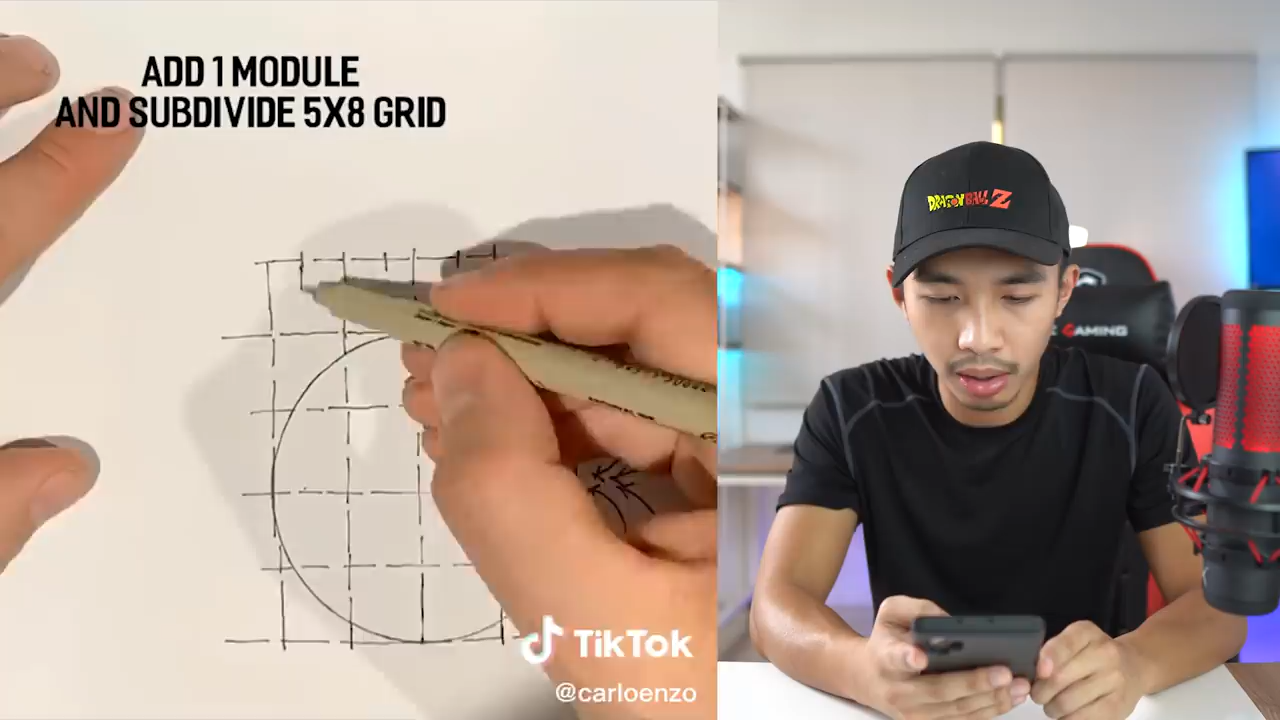 ADD 1 MODULE
AND SUBDIVIDE 5X8 GRID
TikTok
@carloenzo
DRAGON BALL Z
GAMING